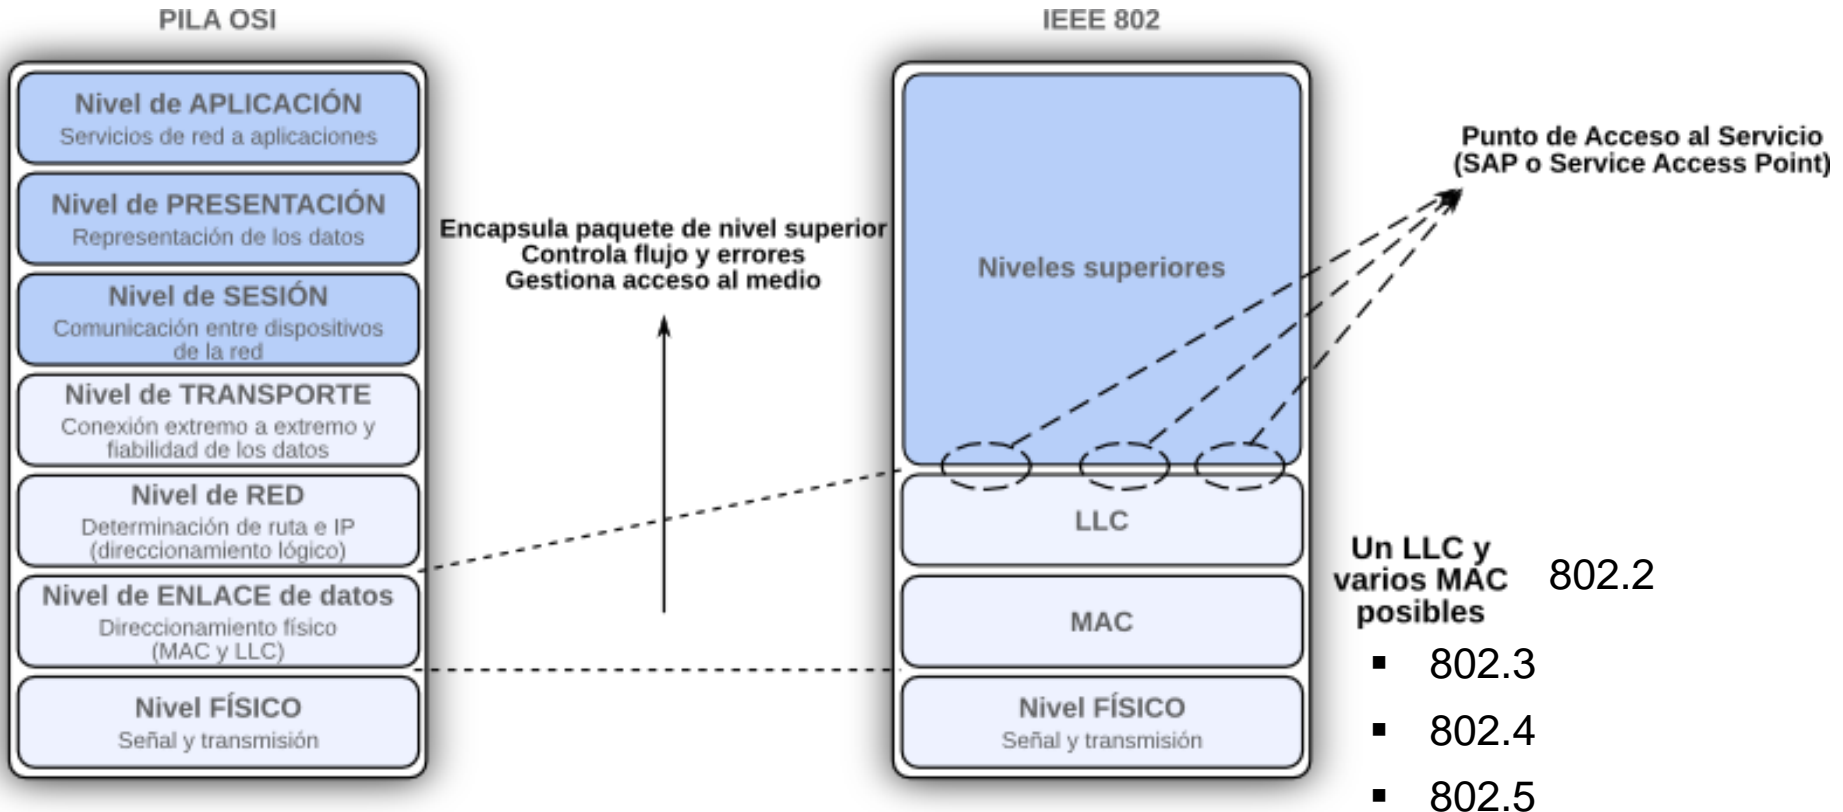 PILA OSI
Nivel de APLICACIÓN
Servicios de red a aplicaciones
Nivel de PRESENTACIÓN
Representación de los datos
Nivel de SESIÓN
Comunicación entre dispositivos
de la red
Nivel de TRANSPORTE
Conexión extremo a extremo y
fiabilidad de los datos
Nivel de RED
Determinación de ruta e IP
(direccionamiento lógico)
Nivel de ENLACE de datos
Direccionamiento físico
(MAC y LLC)
Nivel FÍSICO
Señal y transmisión
Encapsula paquete de nivel superior
Controla flujo y errores
Gestiona acceso al medio
IEEE 802
Niveles superiores
LLC
MAC
Nivel FÍSICO
Señal y transmisión
Punto de Acceso al Servicio
(SAP o Service Access Point)
Un LLC y
varios MAC
posibles
802.2
▪ 802.3
▪ 802.4
▪ 802.5